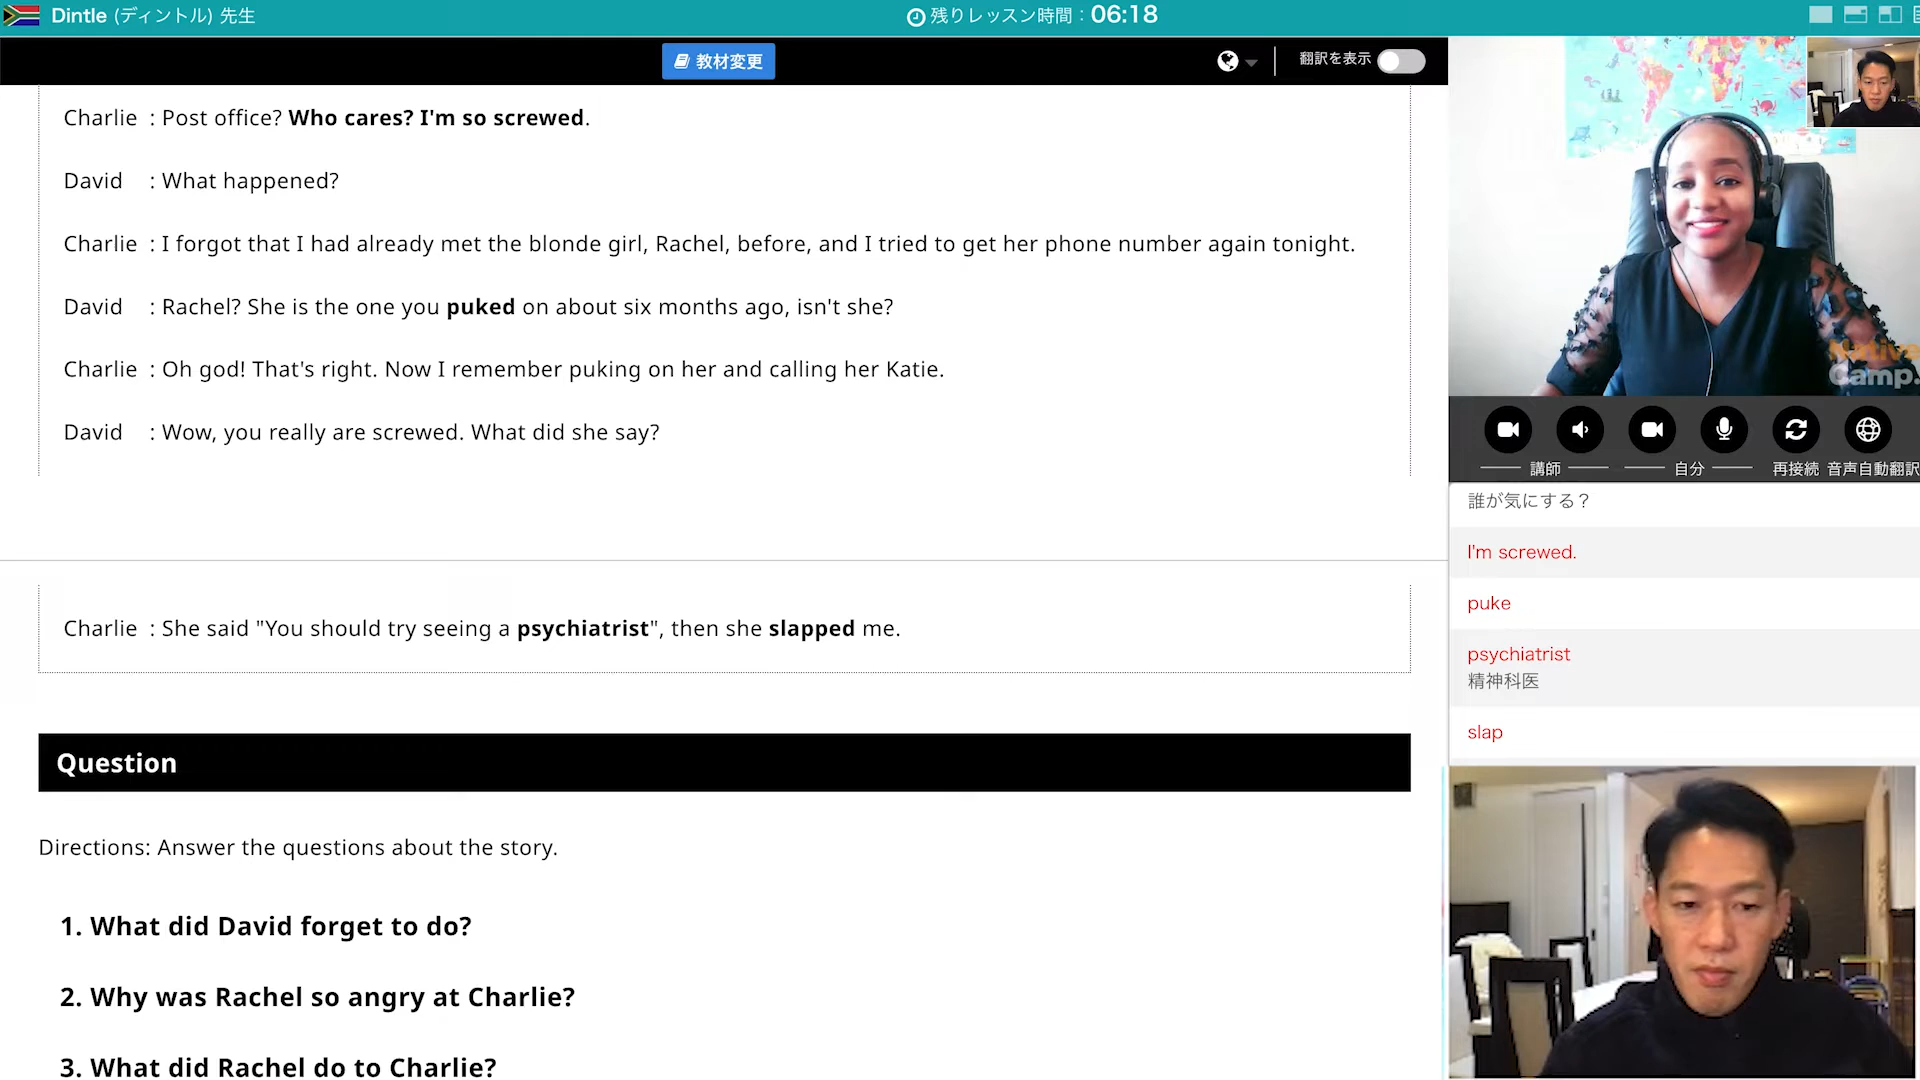 Dintle (ディントル) 先生
残りレッスン時間 : 06:18
教材変更
翻訳を表示
Charlie : Post office? Who cares? I'm so screwed.
David : What happened?
Charlie : I forgot that I had already met the blonde girl, Rachel, before, and I tried to get her phone number again tonight.
David : Rachel? She is the one you puked on about six months ago, isn't she?
Charlie : Oh god! That's right. Now I remember puking on her and calling her Katie.
David : Wow, you really are screwed. What did she say?
Charlie : She said "You should try seeing a psychiatrist", then she slapped me.
Question
Directions: Answer the questions about the story.
1. What did David forget to do?
2. Why was Rachel so angry at Charlie?
3. What did Rachel do to Charlie?
Native
Camp.
講師
自分
再接続
音声自動翻訳
誰が気にする？
I'm screwed.
puke
psychiatrist
精神科医
slap